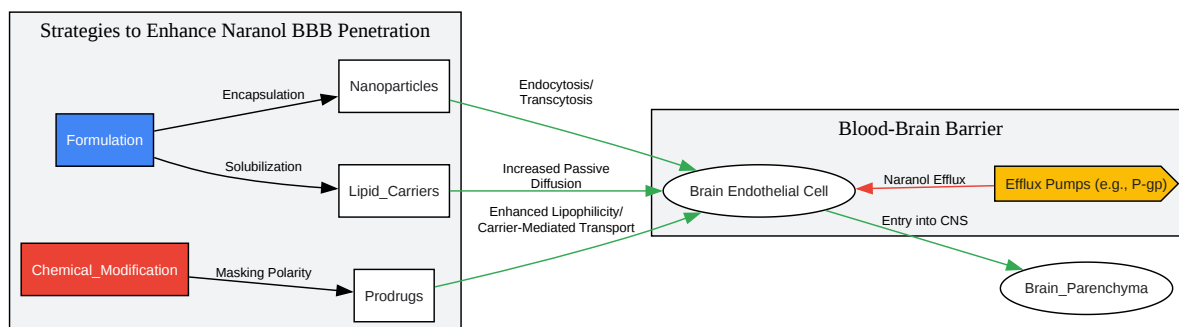 Strategies to Enhance Naranol BBB Penetration
Formulation
Encapsulation
Nanoparticles
Solubilization
Lipid_Carriers
Chemical_Modification
Masking Polarity
Prodrugs
Endocytosis/
Transcytosis
Increased Passive
Diffusion
Enhanced Lipophilicity/
Carrier-Mediated Transport
Blood-Brain Barrier
Brain Endothelial Cell
Naranol Efflux
Efflux Pumps (e.g., P-gp)
Entry into CNS
Brain_Parenchyma